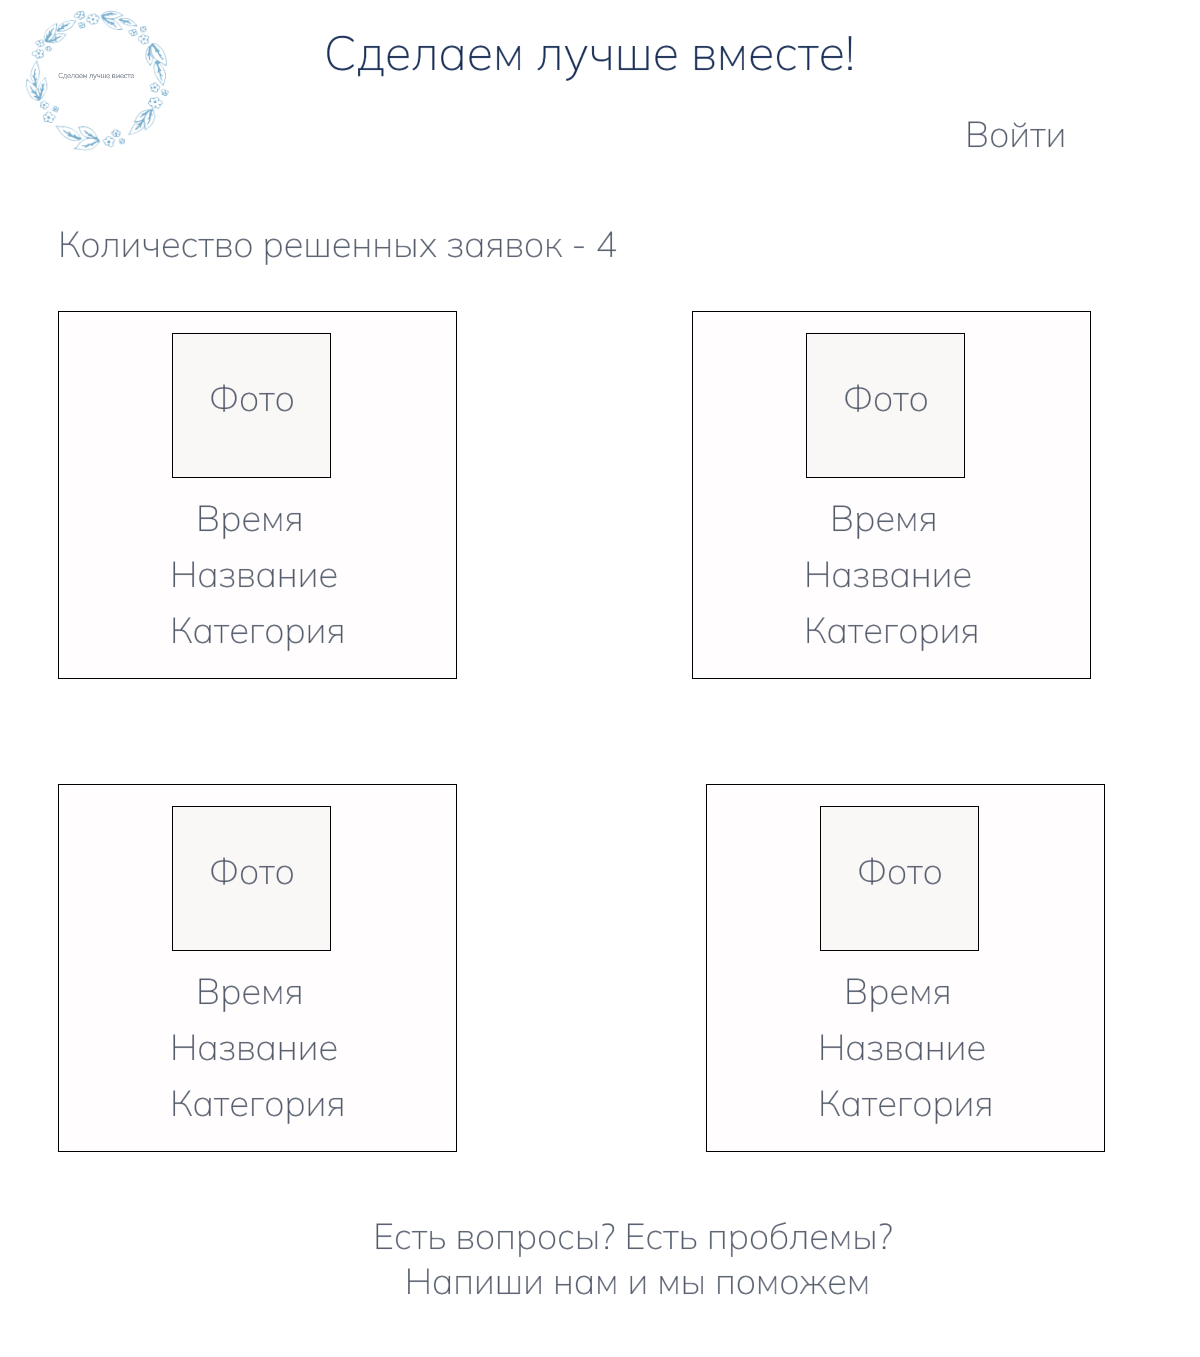 Сделаем лучше вместе
Сделаем лучше вместе!
Войти
Количество решенных заявок - 4
Фото
Время
Название
Категория
Фото
Время
Название
Категория
Фото
Время
Название
Категория
Фото
Время
Название
Категория
Есть вопросы? Есть проблемы?
Напиши нам и мы поможем